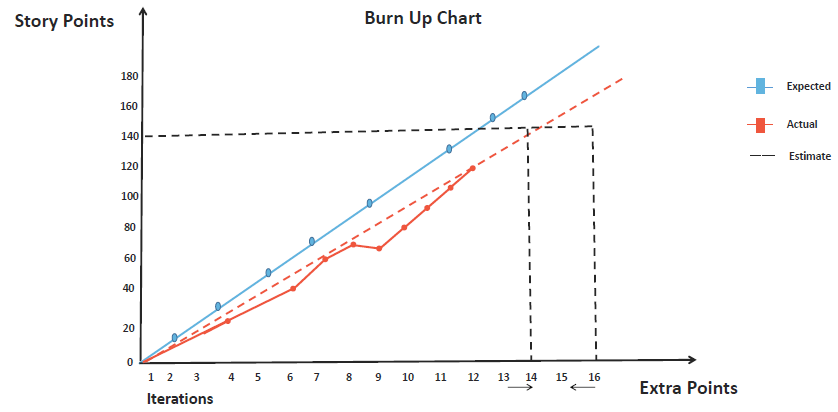 Burn Up Chart
Story Points
180
160
140
120
100
80
60
40
20
0
1 2 3 4 5 6 7 8 9 10 11 12 13 14 15 16
Iterations
Extra Points
Expected
Actual
Estimate